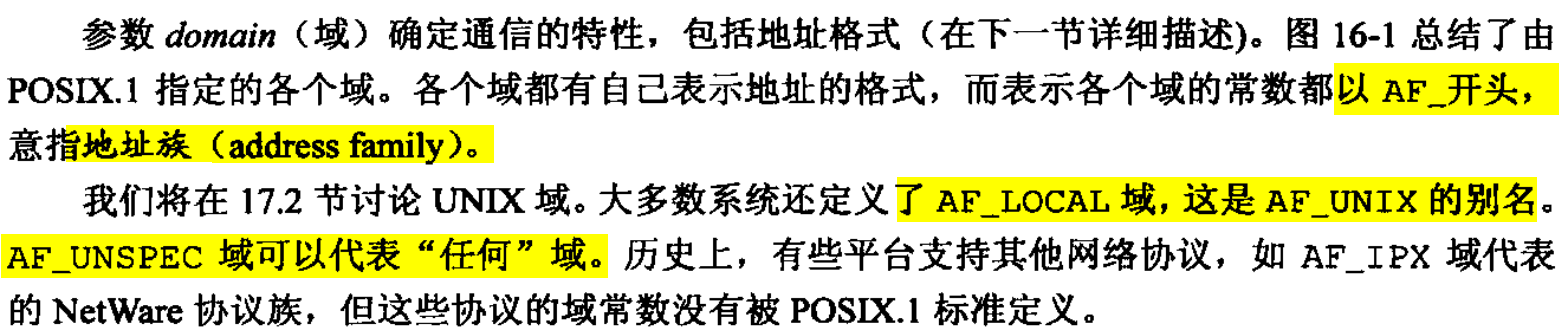 参数 domain（域）确定通信的特性，包括地址格式（在下一节详细描述)。图 16-1 总结了由
POSIX.1 指定的各个域。各个域都有自己表示地址的格式，而表示各个域的常数都以 AF_开头，
意指地址族（address family）。
我们将在 17.2 节讨论 UNIX 域。大多数系统还定义了 AF_LOCAL 域，这是 AF_UNIX 的别名。
AF_UNSPEC 域可以代表“任何”域。历史上，有些平台支持其他网络协议，如 AF_IPX 域代表
的 NetWare 协议族，但这些协议的域常数没有被 POSIX.1 标准定义。